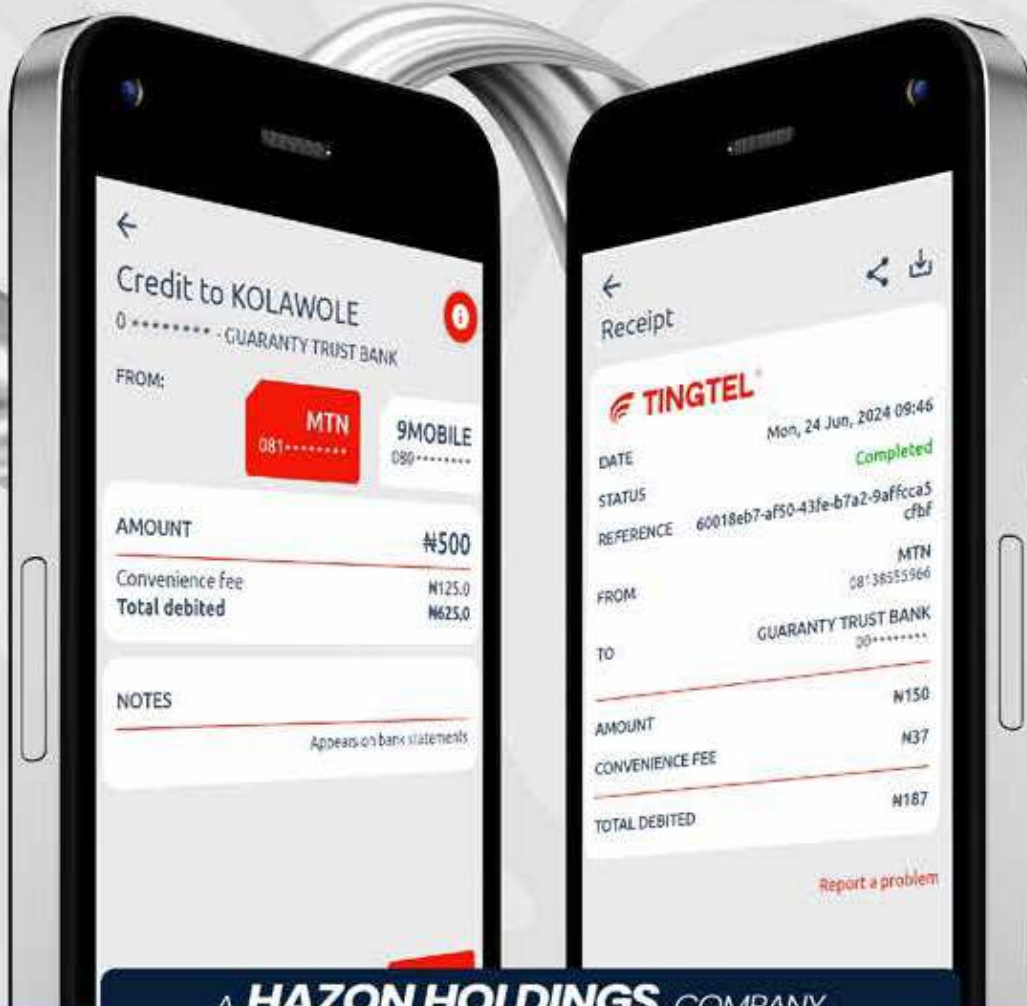 Credit to KOLAWOLE
0 •••••••• - GUARANTY TRUST BANK
FROM:
MTN
081••••••••
9MOBILE
080••••••••
AMOUNT ₦500
Convenience fee ₦125.0
Total debited ₦625.0
NOTES
Appears on bank statements
Receipt
TINGTEL
DATE Mon, 24 Jun, 2024 09:46
STATUS Completed
REFERENCE 60018eb7-af50-43fe-b7a2-9affcca5
cfbf
FROM MTN
08138555966
TO GUARANTY TRUST BANK
00••••••••
AMOUNT ₦150
CONVENIENCE FEE ₦37
TOTAL DEBITED ₦187
Report a problem
A HAZON HOLDINGS COMPANY